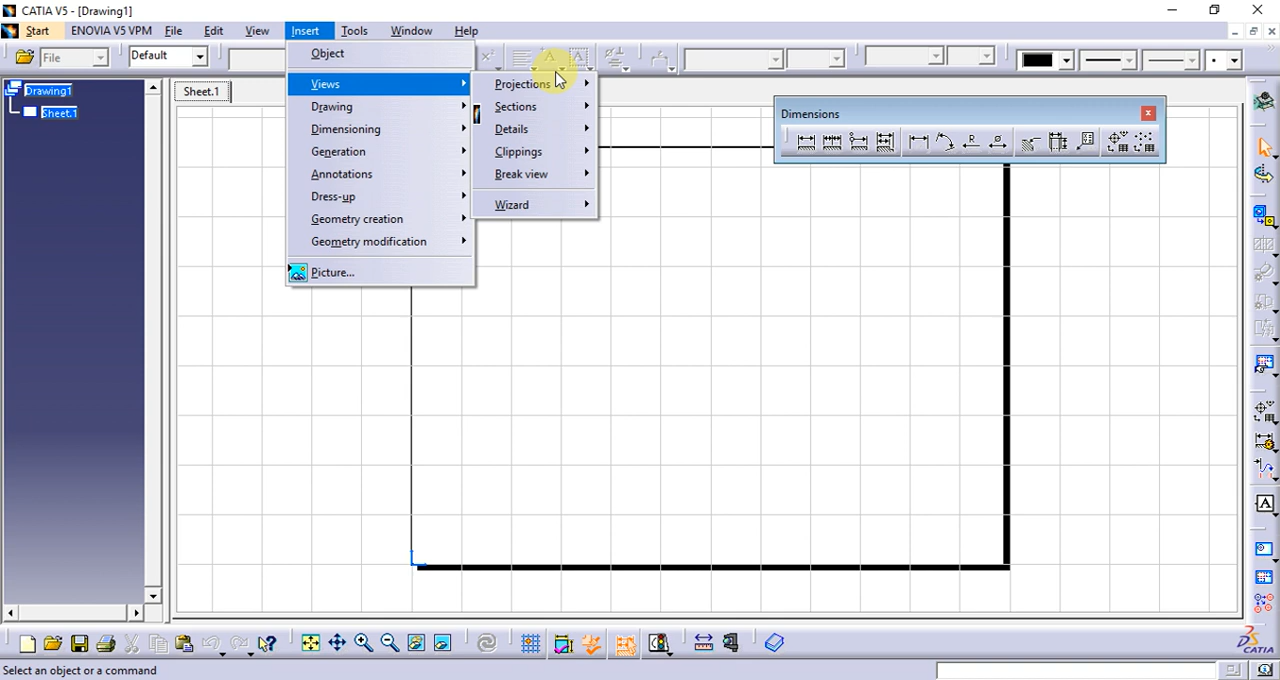 CATIA V5 - [Drawing1]
Start ENOVIA V5 VPM File Edit View Insert Tools Window Help
File Default
Object
Views
Drawing
Dimensioning
Generation
Annotations
Dress-up
Geometry creation
Geometry modification
Picture...
Projections
Sections
Details
Clippings
Break view
Wizard
Drawing1
Sheet.1
Sheet.1
Dimensions
Select an object or a command
CATIA